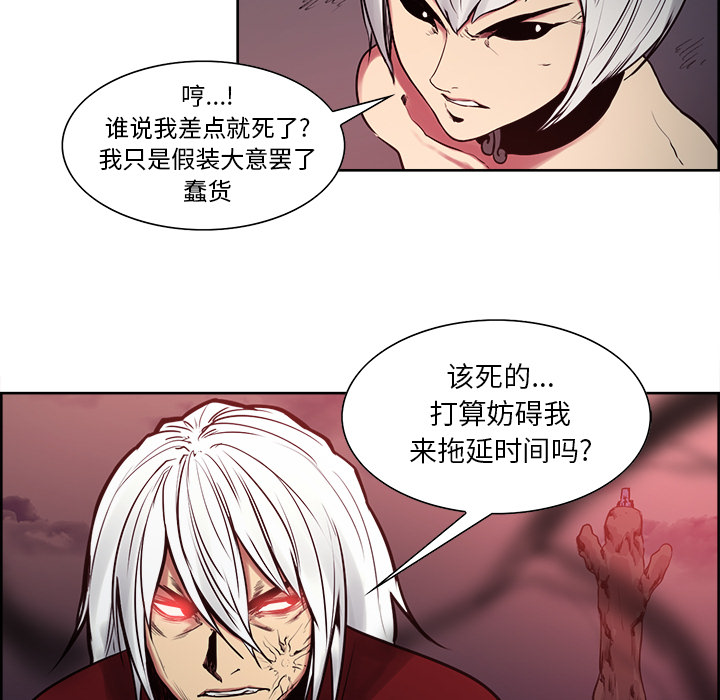 哼...!
谁说我差点就死了?
我只是假装大意罢了
蠢货
该死的...
打算妨碍我
来拖延时间吗?